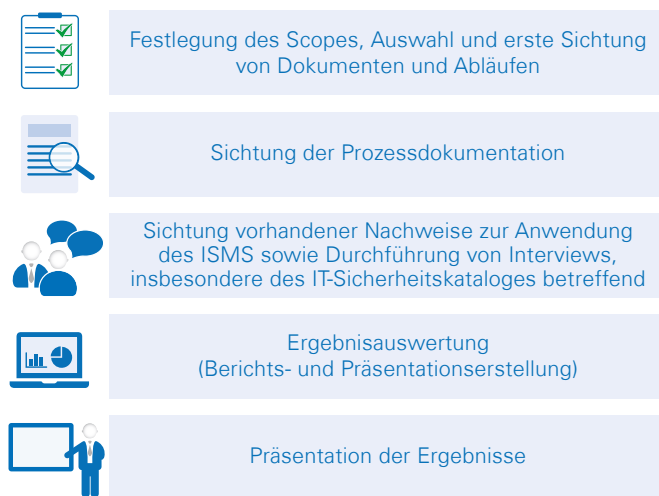 Festlegung des Scopes, Auswahl und erste Sichtung
von Dokumenten und Abläufen
Sichtung der Prozessdokumentation
Sichtung vorhandener Nachweise zur Anwendung
des ISMS sowie Durchführung von Interviews,
insbesondere des IT-Sicherheitskataloges betreffend
Ergebnisauswertung
(Berichts- und Präsentationserstellung)
Präsentation der Ergebnisse